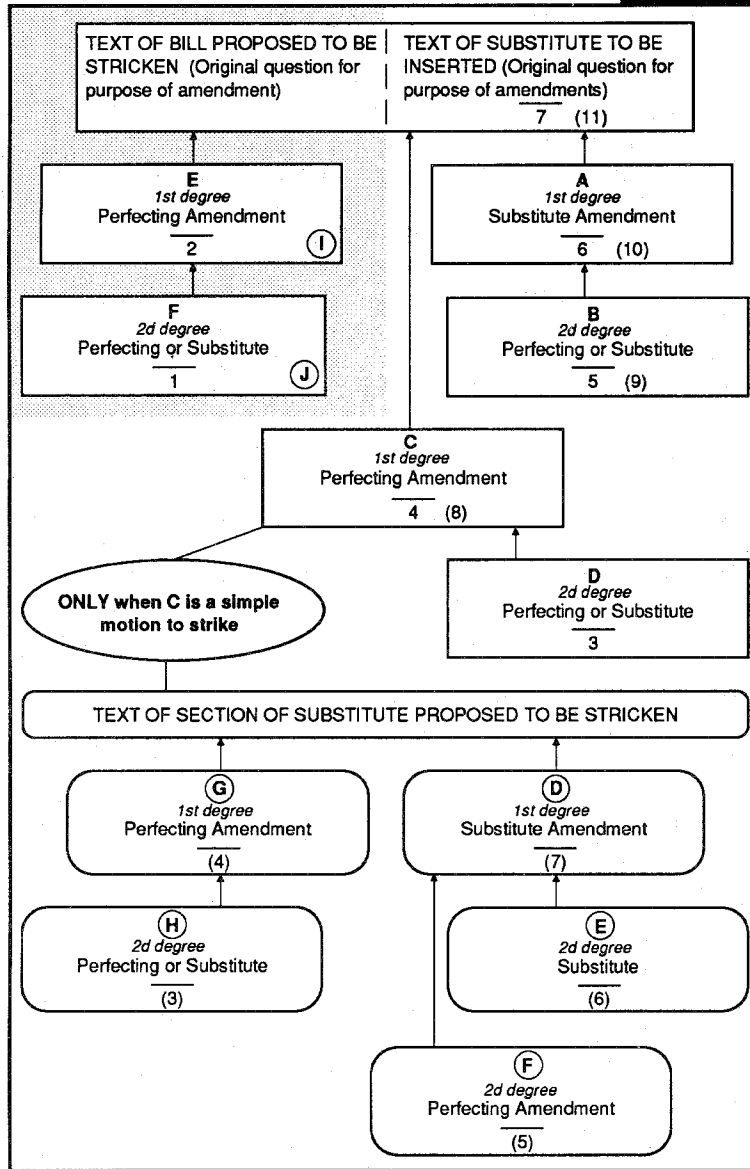 TEXT OF BILL PROPOSED TO BE
STRICKEN (Original question for
purpose of amendment)
TEXT OF SUBSTITUTE TO BE
INSERTED (Original question for
purpose of amendments)
7 (11)
E
1st degree
Perfecting Amendment
2
I
A
1st degree
Substitute Amendment
6 (10)
F
2d degree
Perfecting or Substitute
1
J
B
2d degree
Perfecting or Substitute
5 (9)
C
1st degree
Perfecting Amendment
4 (8)
ONLY when C is a simple
motion to strike
D
2d degree
Perfecting or Substitute
3
TEXT OF SECTION OF SUBSTITUTE PROPOSED TO BE STRICKEN
G
1st degree
Perfecting Amendment
(4)
D
1st degree
Substitute Amendment
(7)
H
2d degree
Perfecting or Substitute
(3)
E
2d degree
Substitute
(6)
F
2d degree
Perfecting Amendment
(5)